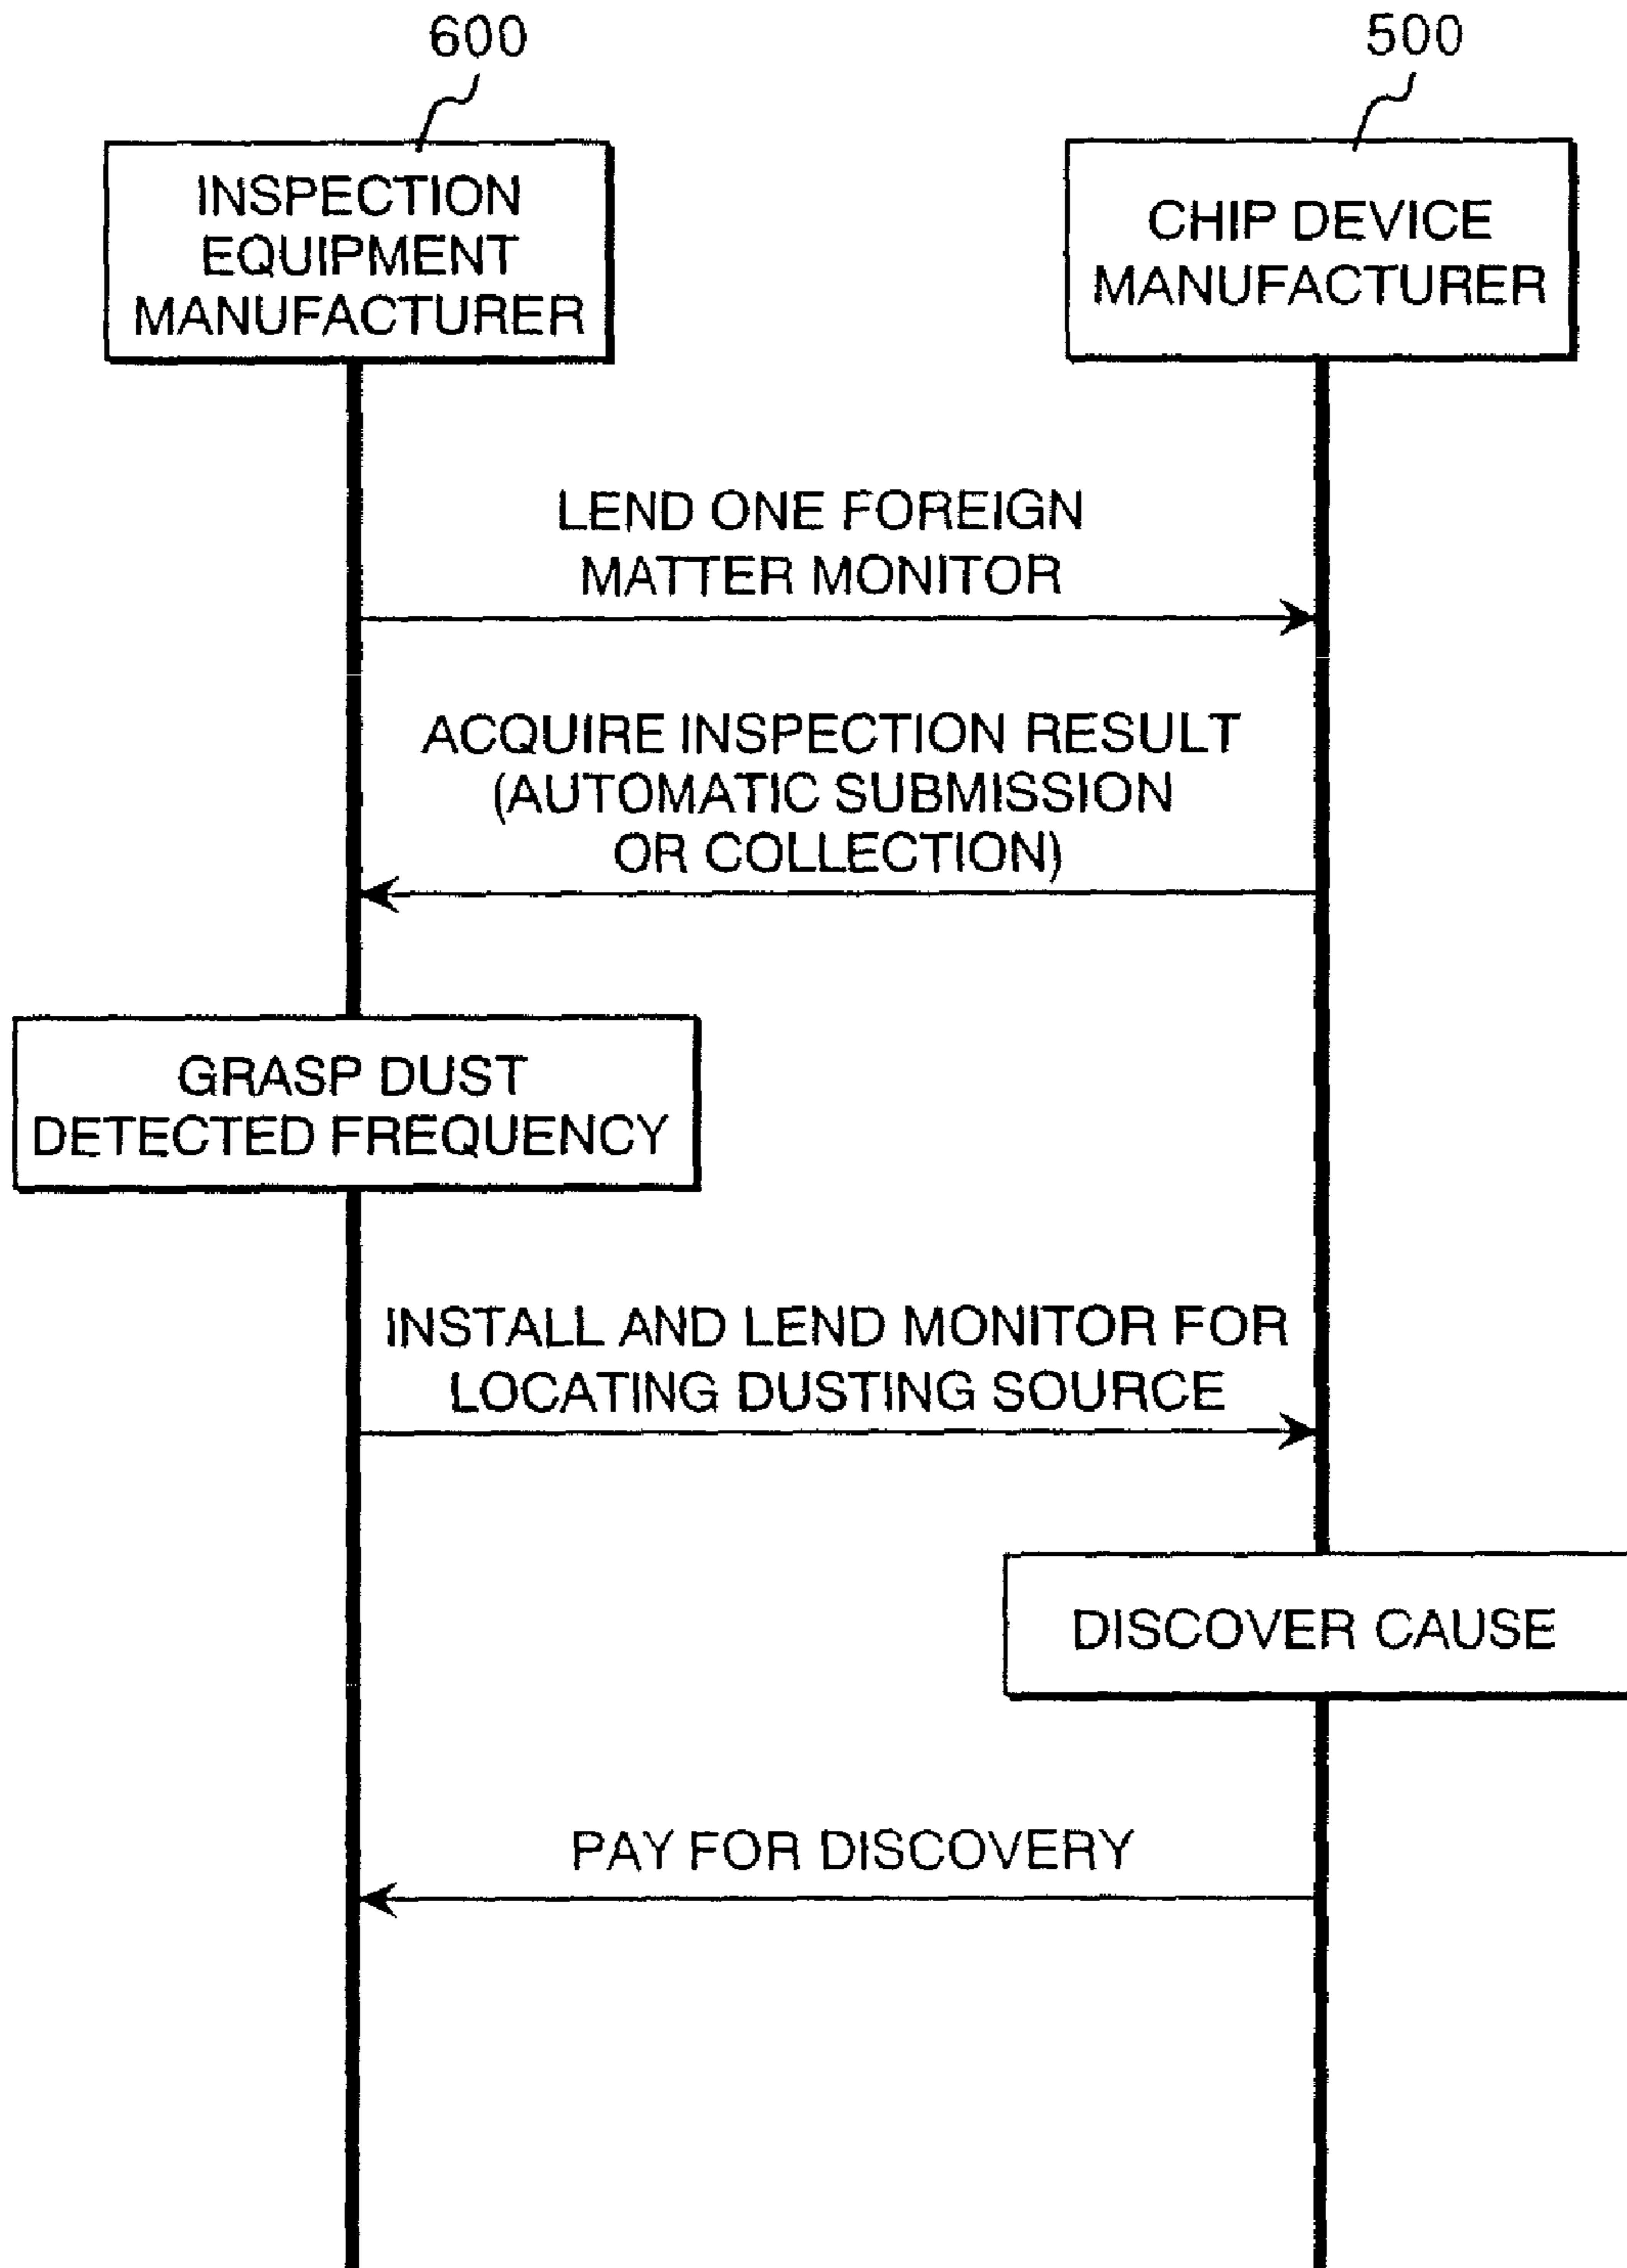 600
500
INSPECTION
EQUIPMENT
MANUFACTURER
CHIP DEVICE
MANUFACTURER
LEND ONE FOREIGN
MATTER MONITOR
ACQUIRE INSPECTION RESULT
(AUTOMATIC SUBMISSION
OR COLLECTION)
GRASP DUST
DETECTED FREQUENCY
INSTALL AND LEND MONITOR FOR
LOCATING DUSTING SOURCE
DISCOVER CAUSE
PAY FOR DISCOVERY